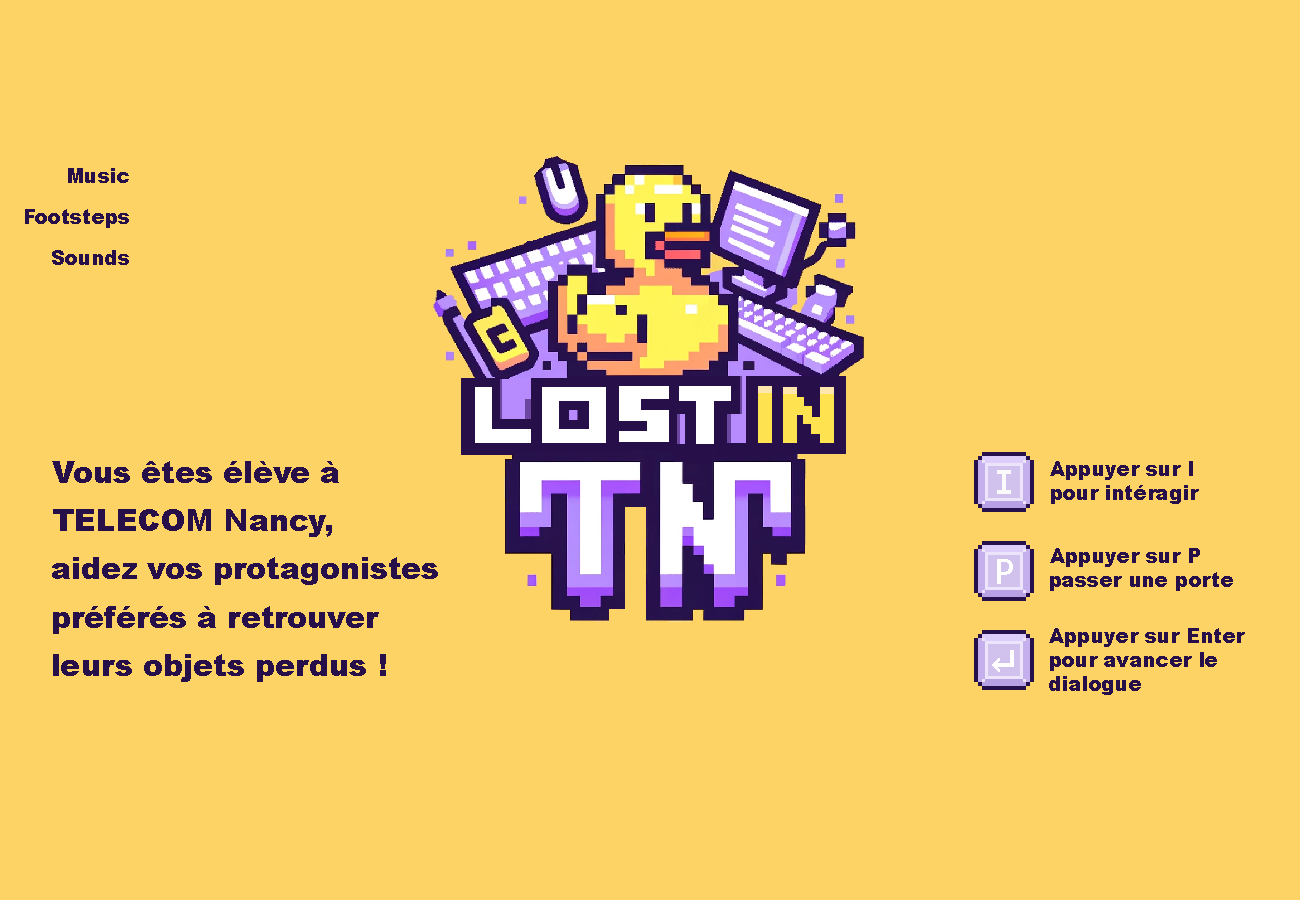 Music
Footsteps
Sounds
LOST IN
TN
Vous êtes élève à
TELECOM Nancy,
aidez vos protagonistes
préférés à retrouver
leurs objets perdus !
I
Appuyer sur I
pour intéragir
P
Appuyer sur P
passer une porte
Appuyer sur Enter
pour avancer le
dialogue